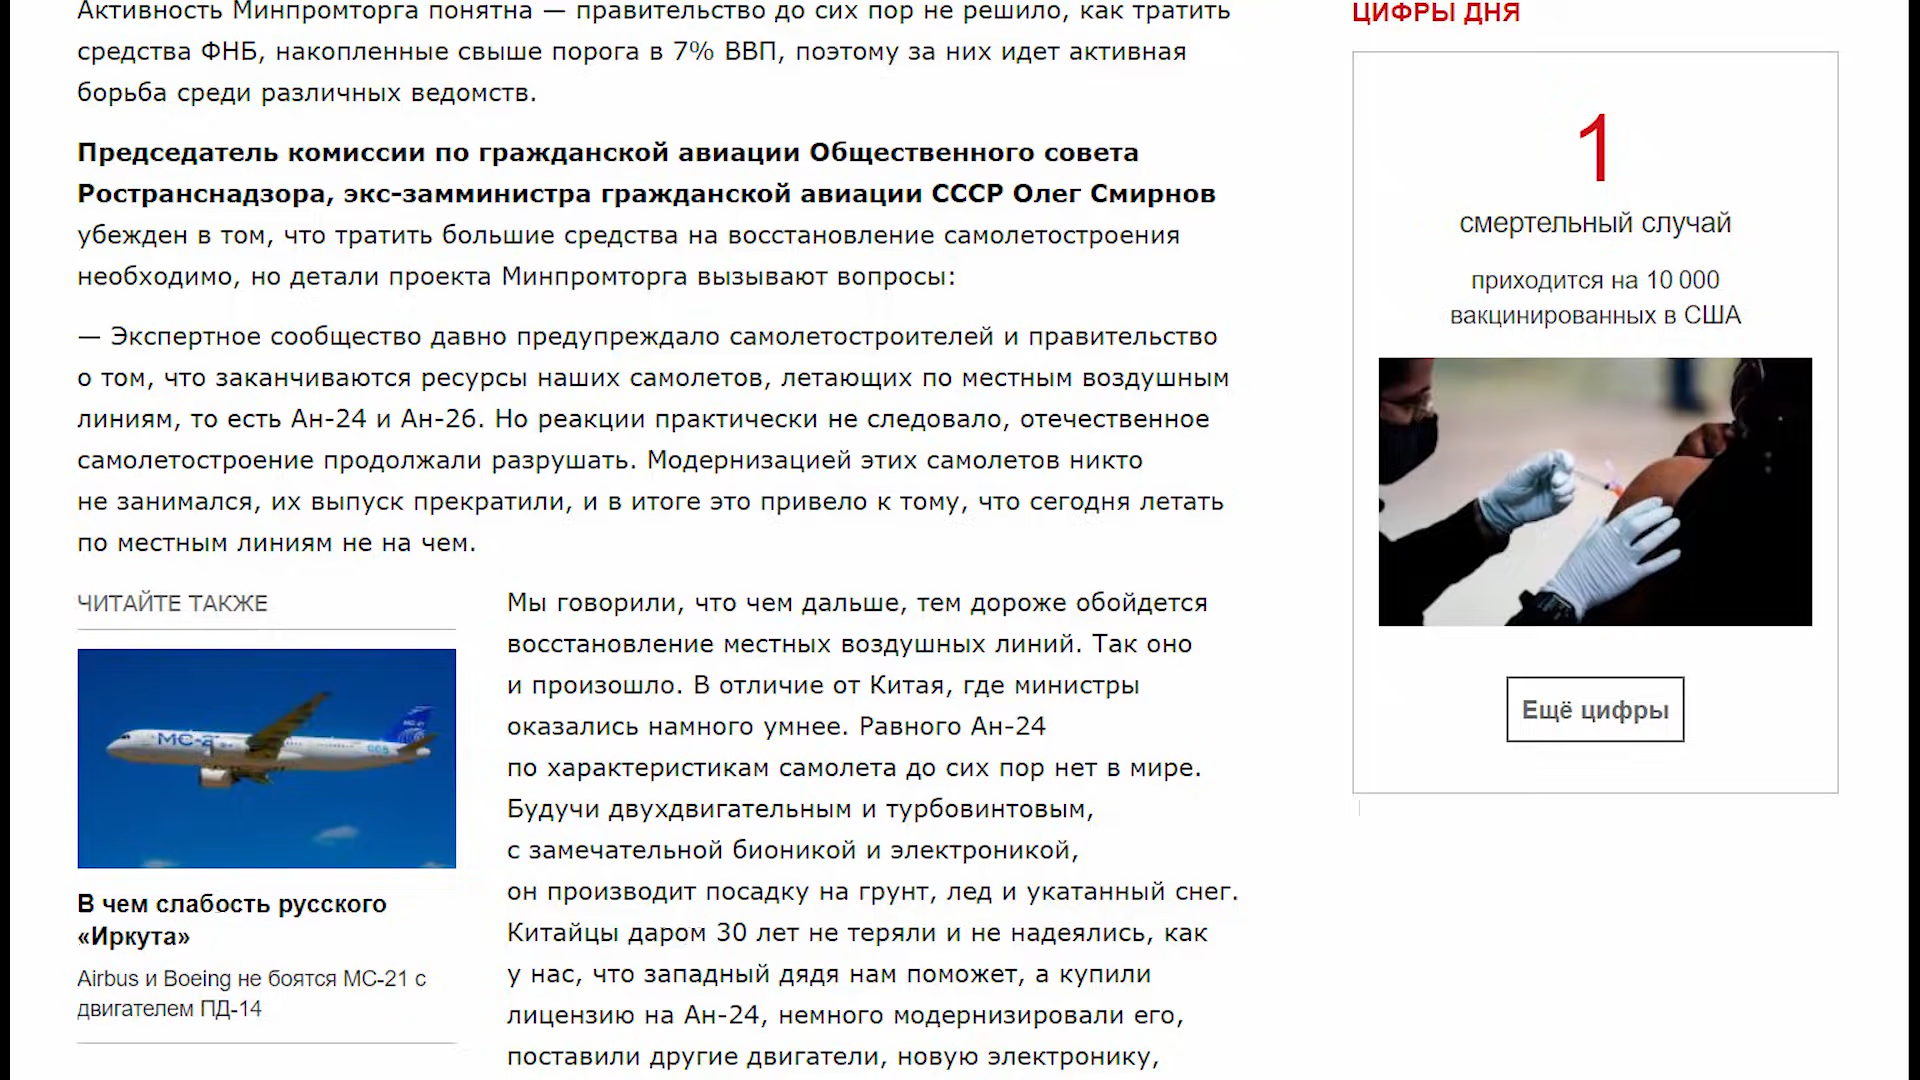 Активность Минпромторга понятна — правительство до сих пор не решило, как тратить
средства ФНБ, накопленные свыше порога в 7% ВВП, поэтому за них идет активная
борьба среди различных ведомств.
Председатель комиссии по гражданской авиации Общественного совета
Ространснадзора, экс-замминистра гражданской авиации СССР Олег Смирнов
убежден в том, что тратить большие средства на восстановление самолетостроения
необходимо, но детали проекта Минпромторга вызывают вопросы:
— Экспертное сообщество давно предупреждало самолетостроителей и правительство
о том, что заканчиваются ресурсы наших самолетов, летающих по местным воздушным
линиям, то есть Ан-24 и Ан-26. Но реакции практически не следовало, отечественное
самолетостроение продолжали разрушать. Модернизацией этих самолетов никто
не занимался, их выпуск прекратили, и в итоге это привело к тому, что сегодня летать
по местным линиям не на чем.
ЧИТАЙТЕ ТАКЖЕ
МС-21
В чем слабость русского
«Иркута»
Airbus и Boeing не боятся МС-21 с
двигателем ПД-14
Мы говорили, что чем дальше, тем дороже обойдется
восстановление местных воздушных линий. Так оно
и произошло. В отличие от Китая, где министры
оказались намного умнее. Равного Ан-24
по характеристикам самолета до сих пор нет в мире.
Будучи двухдвигательным и турбовинтовым,
с замечательной бионикой и электроникой,
он производит посадку на грунт, лед и укатанный снег.
Китайцы даром 30 лет не теряли и не надеялись, как
у нас, что западный дядя нам поможет, а купили
лицензию на Ан-24, немного модернизировали его,
поставили другие двигатели, новую электронику,
ЦИФРЫ ДНЯ
1
смертельный случай
приходится на 10 000
вакцинированных в США
Ещё цифры